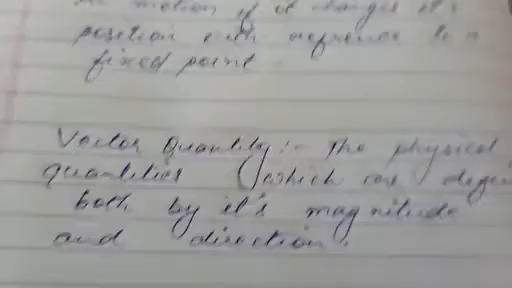 motion if it changes it's
position with reference to a
fixed point.
Vector Quantity :- The physical
quantities which are
both by it's magnitude
and direction.